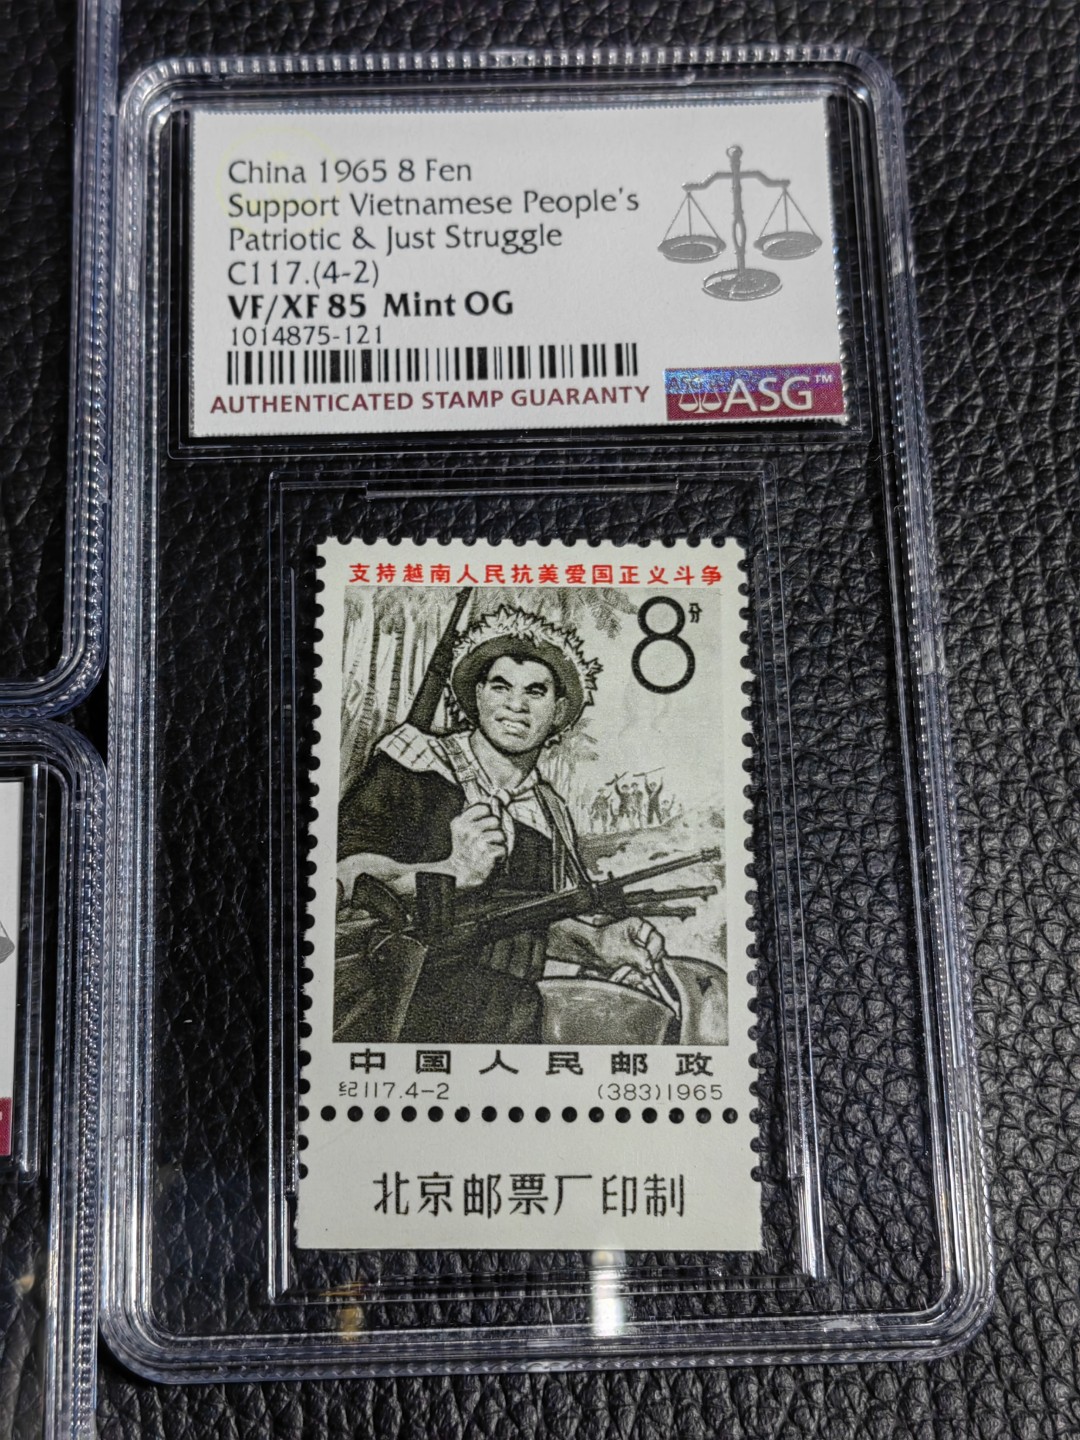 China 1965 8 Fen
Support Vietnamese People's
Patriotic & Just Struggle
C117.(4-2)
VF/XF 85 Mint OG
1014875-121
AUTHENTICATED STAMP GUARANTY
ASG™
支持越南人民抗美爱国正义斗争
8分
中国人民邮政
纪117.4-2 (383)1965
北京邮票厂印制